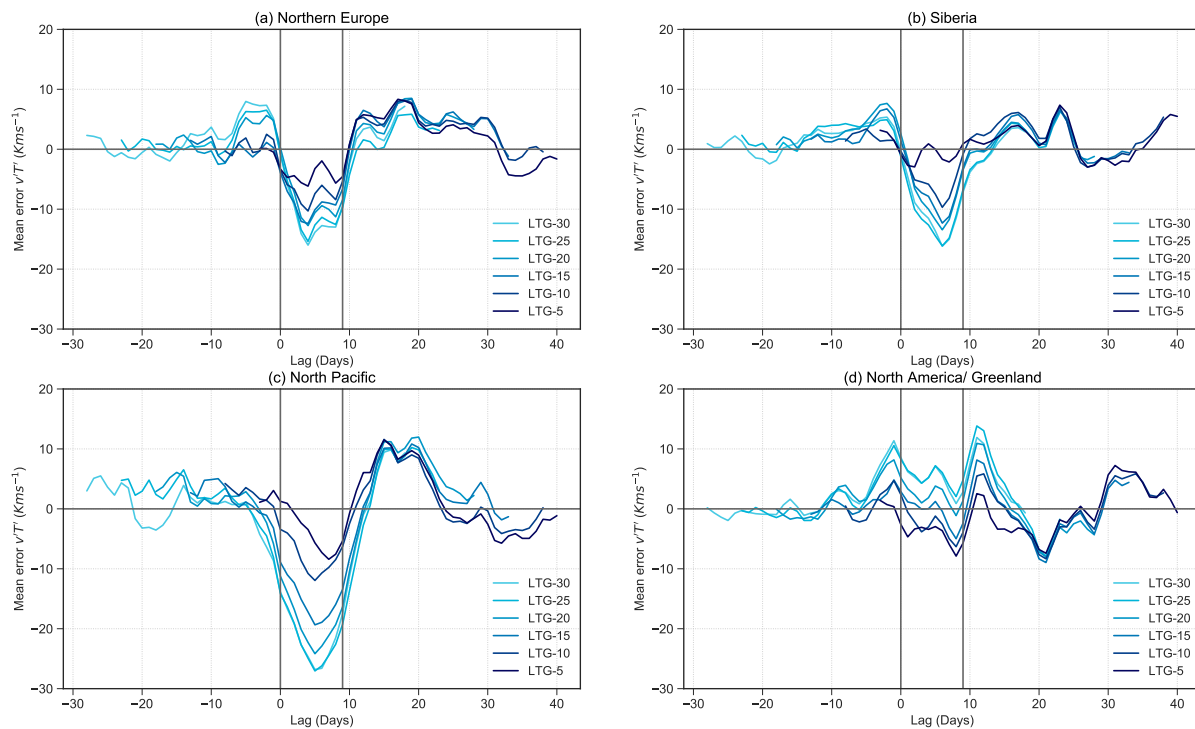 (a) Northern Europe
20
10
0
−10
−20
−30
Mean error v′T′ (Kms⁻¹)
−30 −20 −10 0 10 20 30 40
Lag (Days)
LTG-30
LTG-25
LTG-20
LTG-15
LTG-10
LTG-5
(b) Siberia
20
10
0
−10
−20
−30
Mean error v′T′ (Kms⁻¹)
−30 −20 −10 0 10 20 30 40
Lag (Days)
LTG-30
LTG-25
LTG-20
LTG-15
LTG-10
LTG-5
(c) North Pacific
20
10
0
−10
−20
−30
Mean error v′T′ (Kms⁻¹)
−30 −20 −10 0 10 20 30 40
Lag (Days)
LTG-30
LTG-25
LTG-20
LTG-15
LTG-10
LTG-5
(d) North America/ Greenland
20
10
0
−10
−20
−30
Mean error v′T′ (Kms⁻¹)
−30 −20 −10 0 10 20 30 40
Lag (Days)
LTG-30
LTG-25
LTG-20
LTG-15
LTG-10
LTG-5